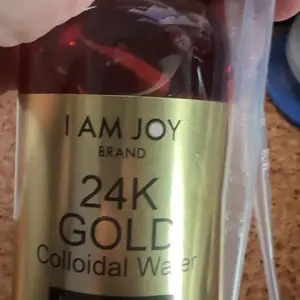 I AM JOY
BRAND
24K
GOLD
Colloidal Water